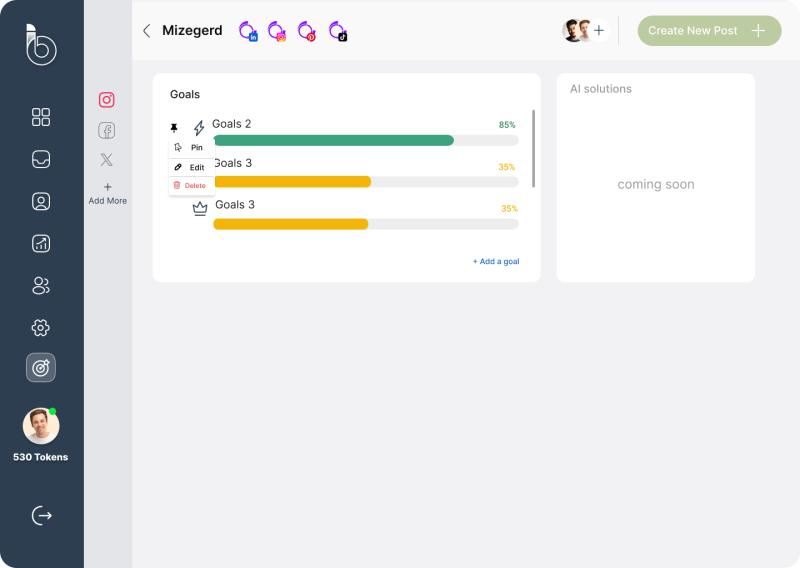 Mizegerd
Create New Post
Add More
530 Tokens
Goals
Goals 2
85%
Pin
Edit
Delete
Goals 3
35%
Goals 3
35%
+ Add a goal
AI solutions
coming soon